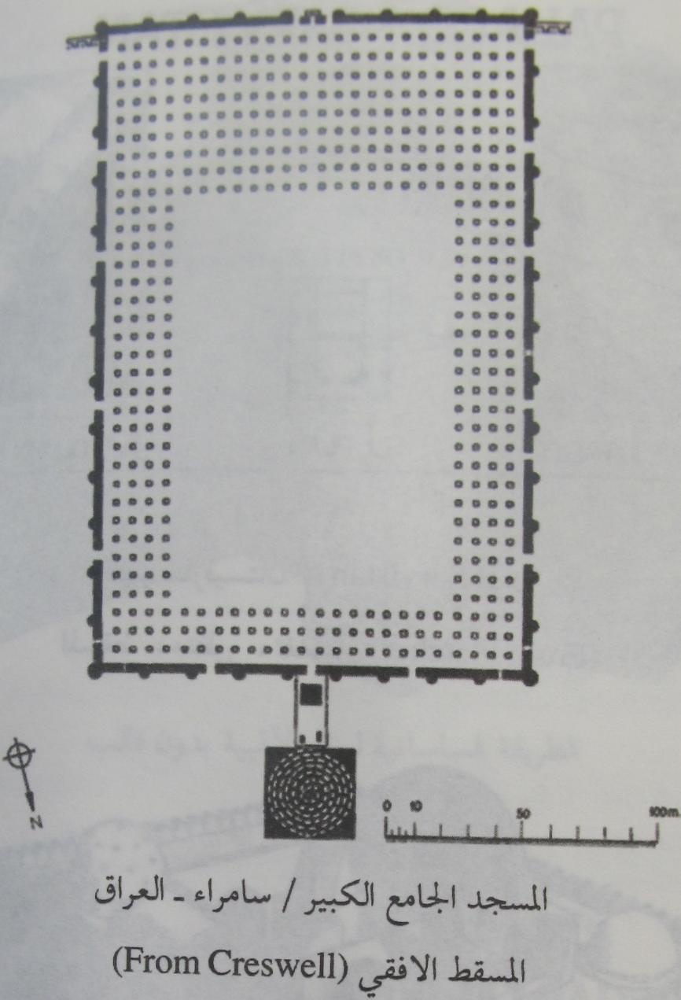 N
0 10 50 100m.
المسجد الجامع الكبير / سامراء ـ العراق
المسقط الافقي (From Creswell)